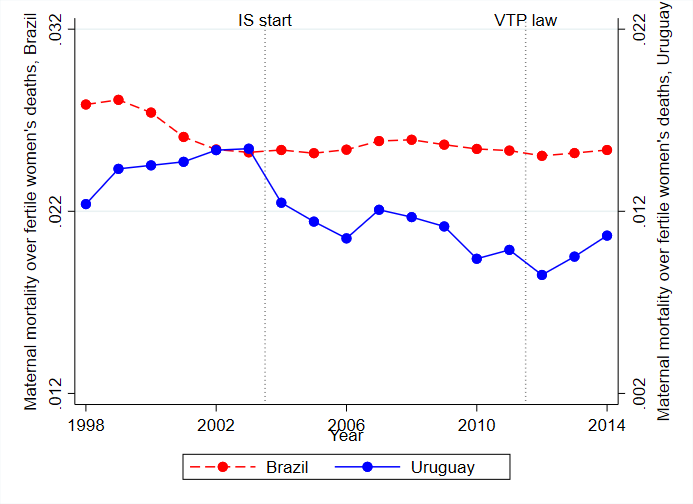 IS start
VTP law
Maternal mortality over fertile women's deaths, Brazil
.032
.022
.012
.022
.012
.002
Maternal mortality over fertile women's deaths, Uruguay
1998
2002
2006
2010
2014
Year
Brazil
Uruguay